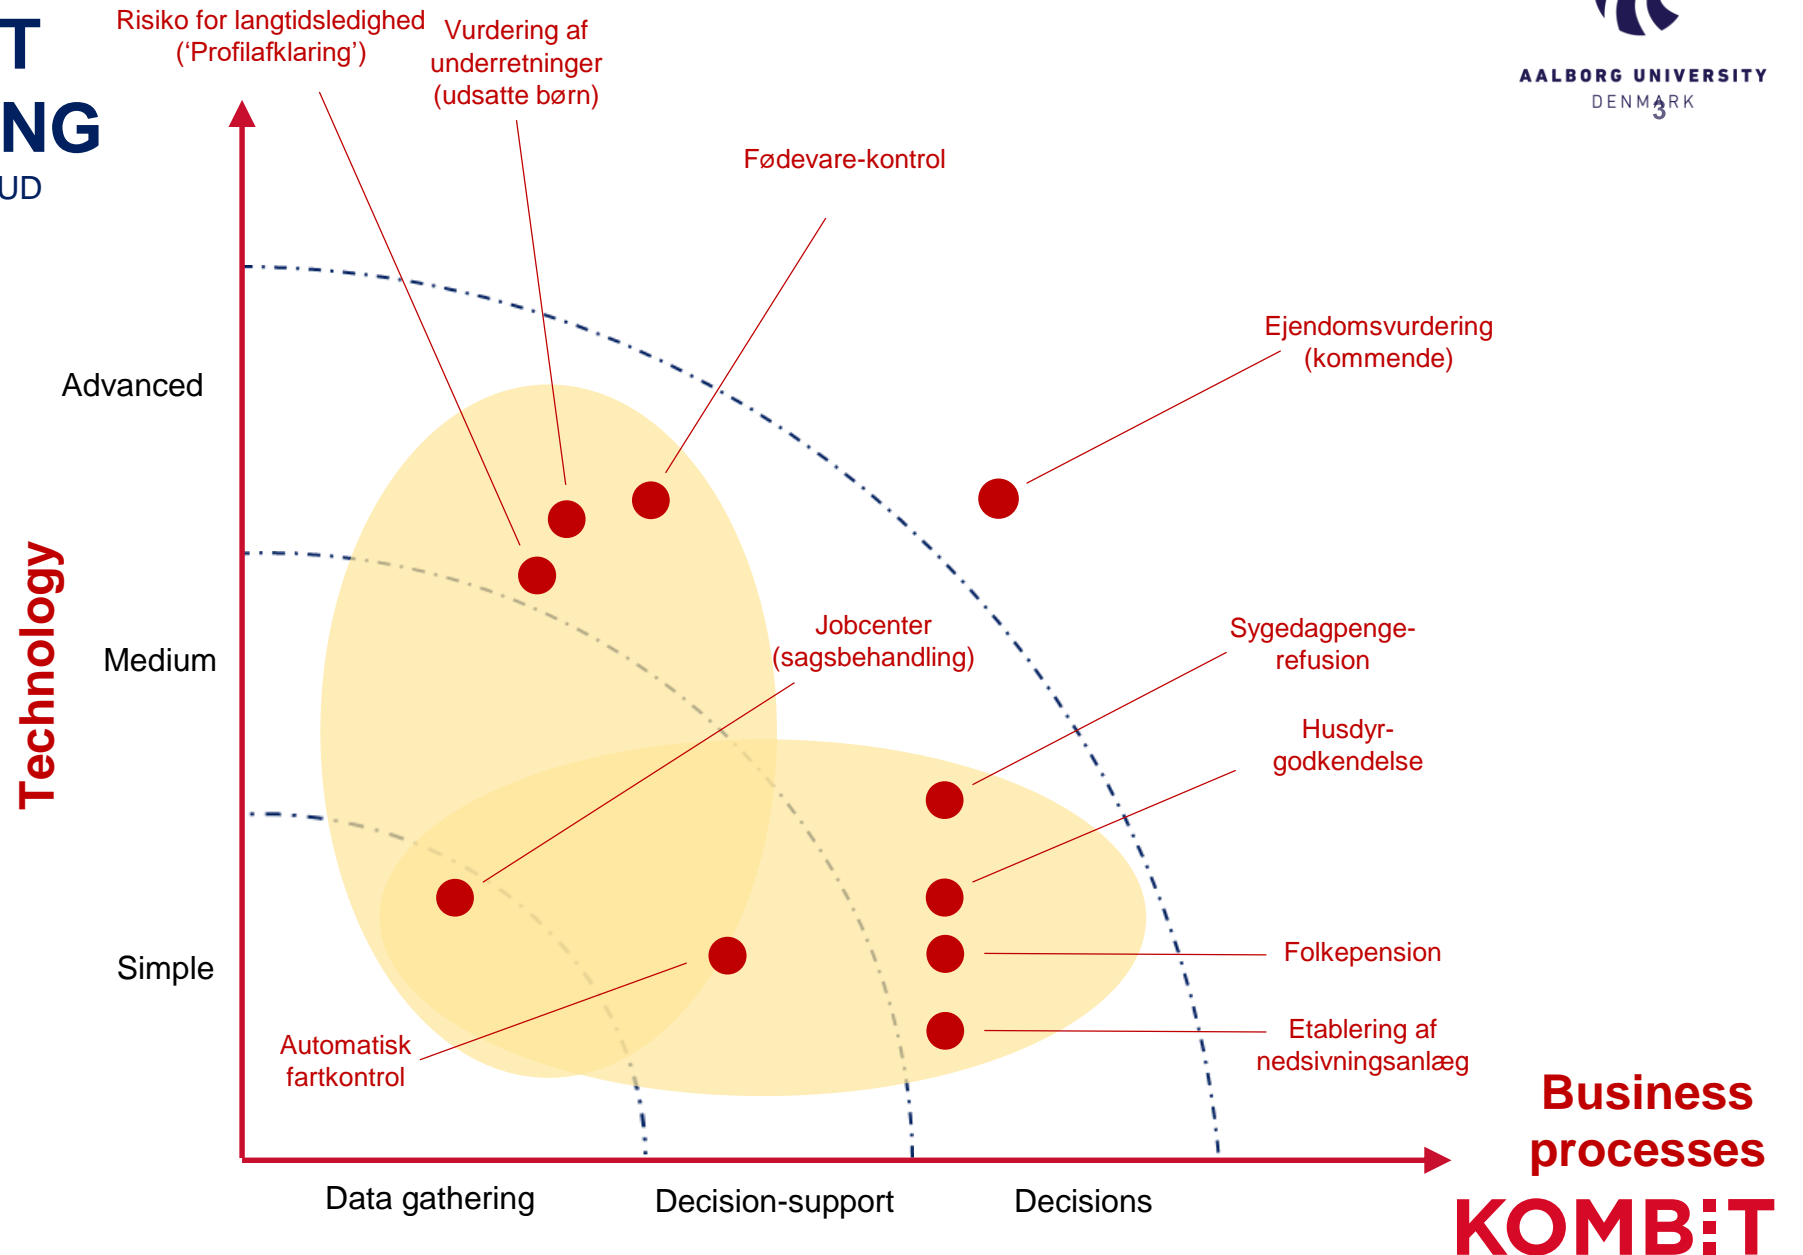 T
NG
UD
Risiko for langtidsledighed
(‘Profilafklaring’)
Vurdering af
underretninger
(udsatte børn)
Fødevare-kontrol
AALBORG UNIVERSITY
DENMARK
3
Ejendomsvurdering
(kommende)
Advanced
Medium
Simple
Technology
Jobcenter
(sagsbehandling)
Sygedagpenge-
refusion
Husdyr-
godkendelse
Folkepension
Etablering af
nedsivningsanlæg
Automatisk
fartkontrol
Business
processes
Data gathering
Decision-support
Decisions
KOMBIT